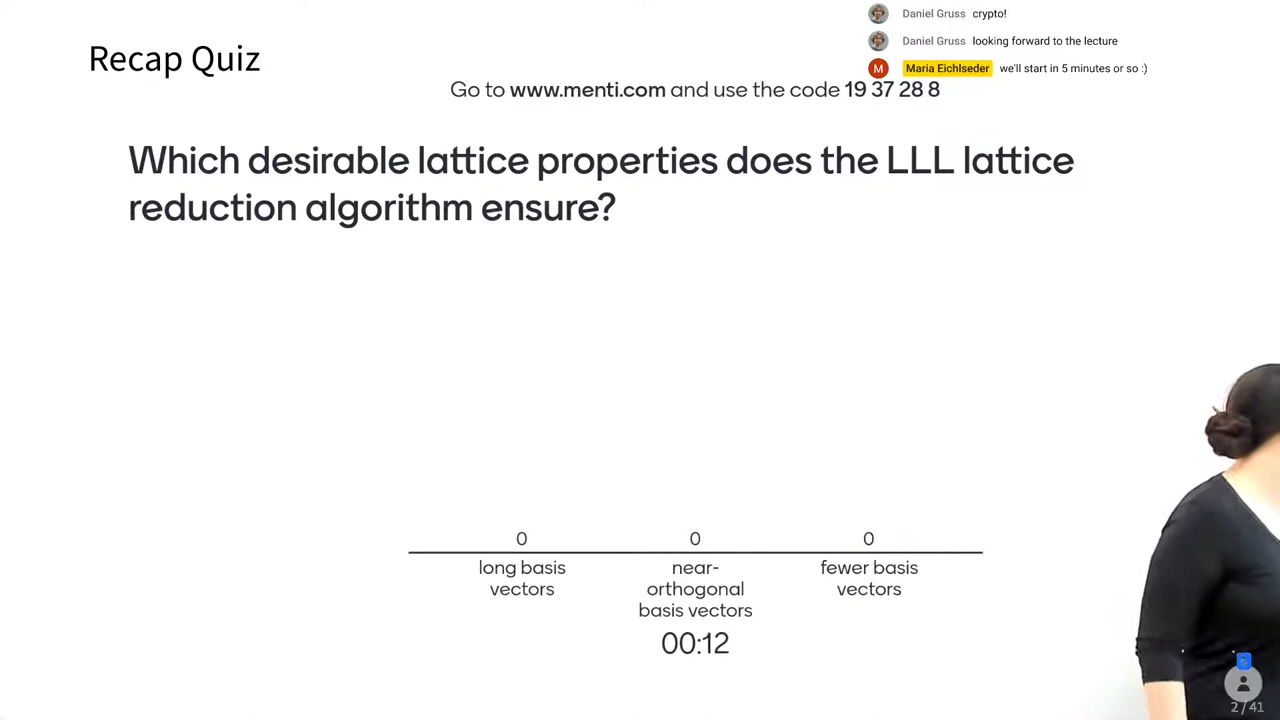 Daniel Gruss crypto!
Daniel Gruss looking forward to the lecture
M Maria Eichlseder we'll start in 5 minutes or so :)
Recap Quiz
Go to www.menti.com and use the code 19 37 28 8
Which desirable lattice properties does the LLL lattice
reduction algorithm ensure?
0 0 0
long basis near- fewer basis
vectors orthogonal vectors
basis vectors
00:12
2 / 41